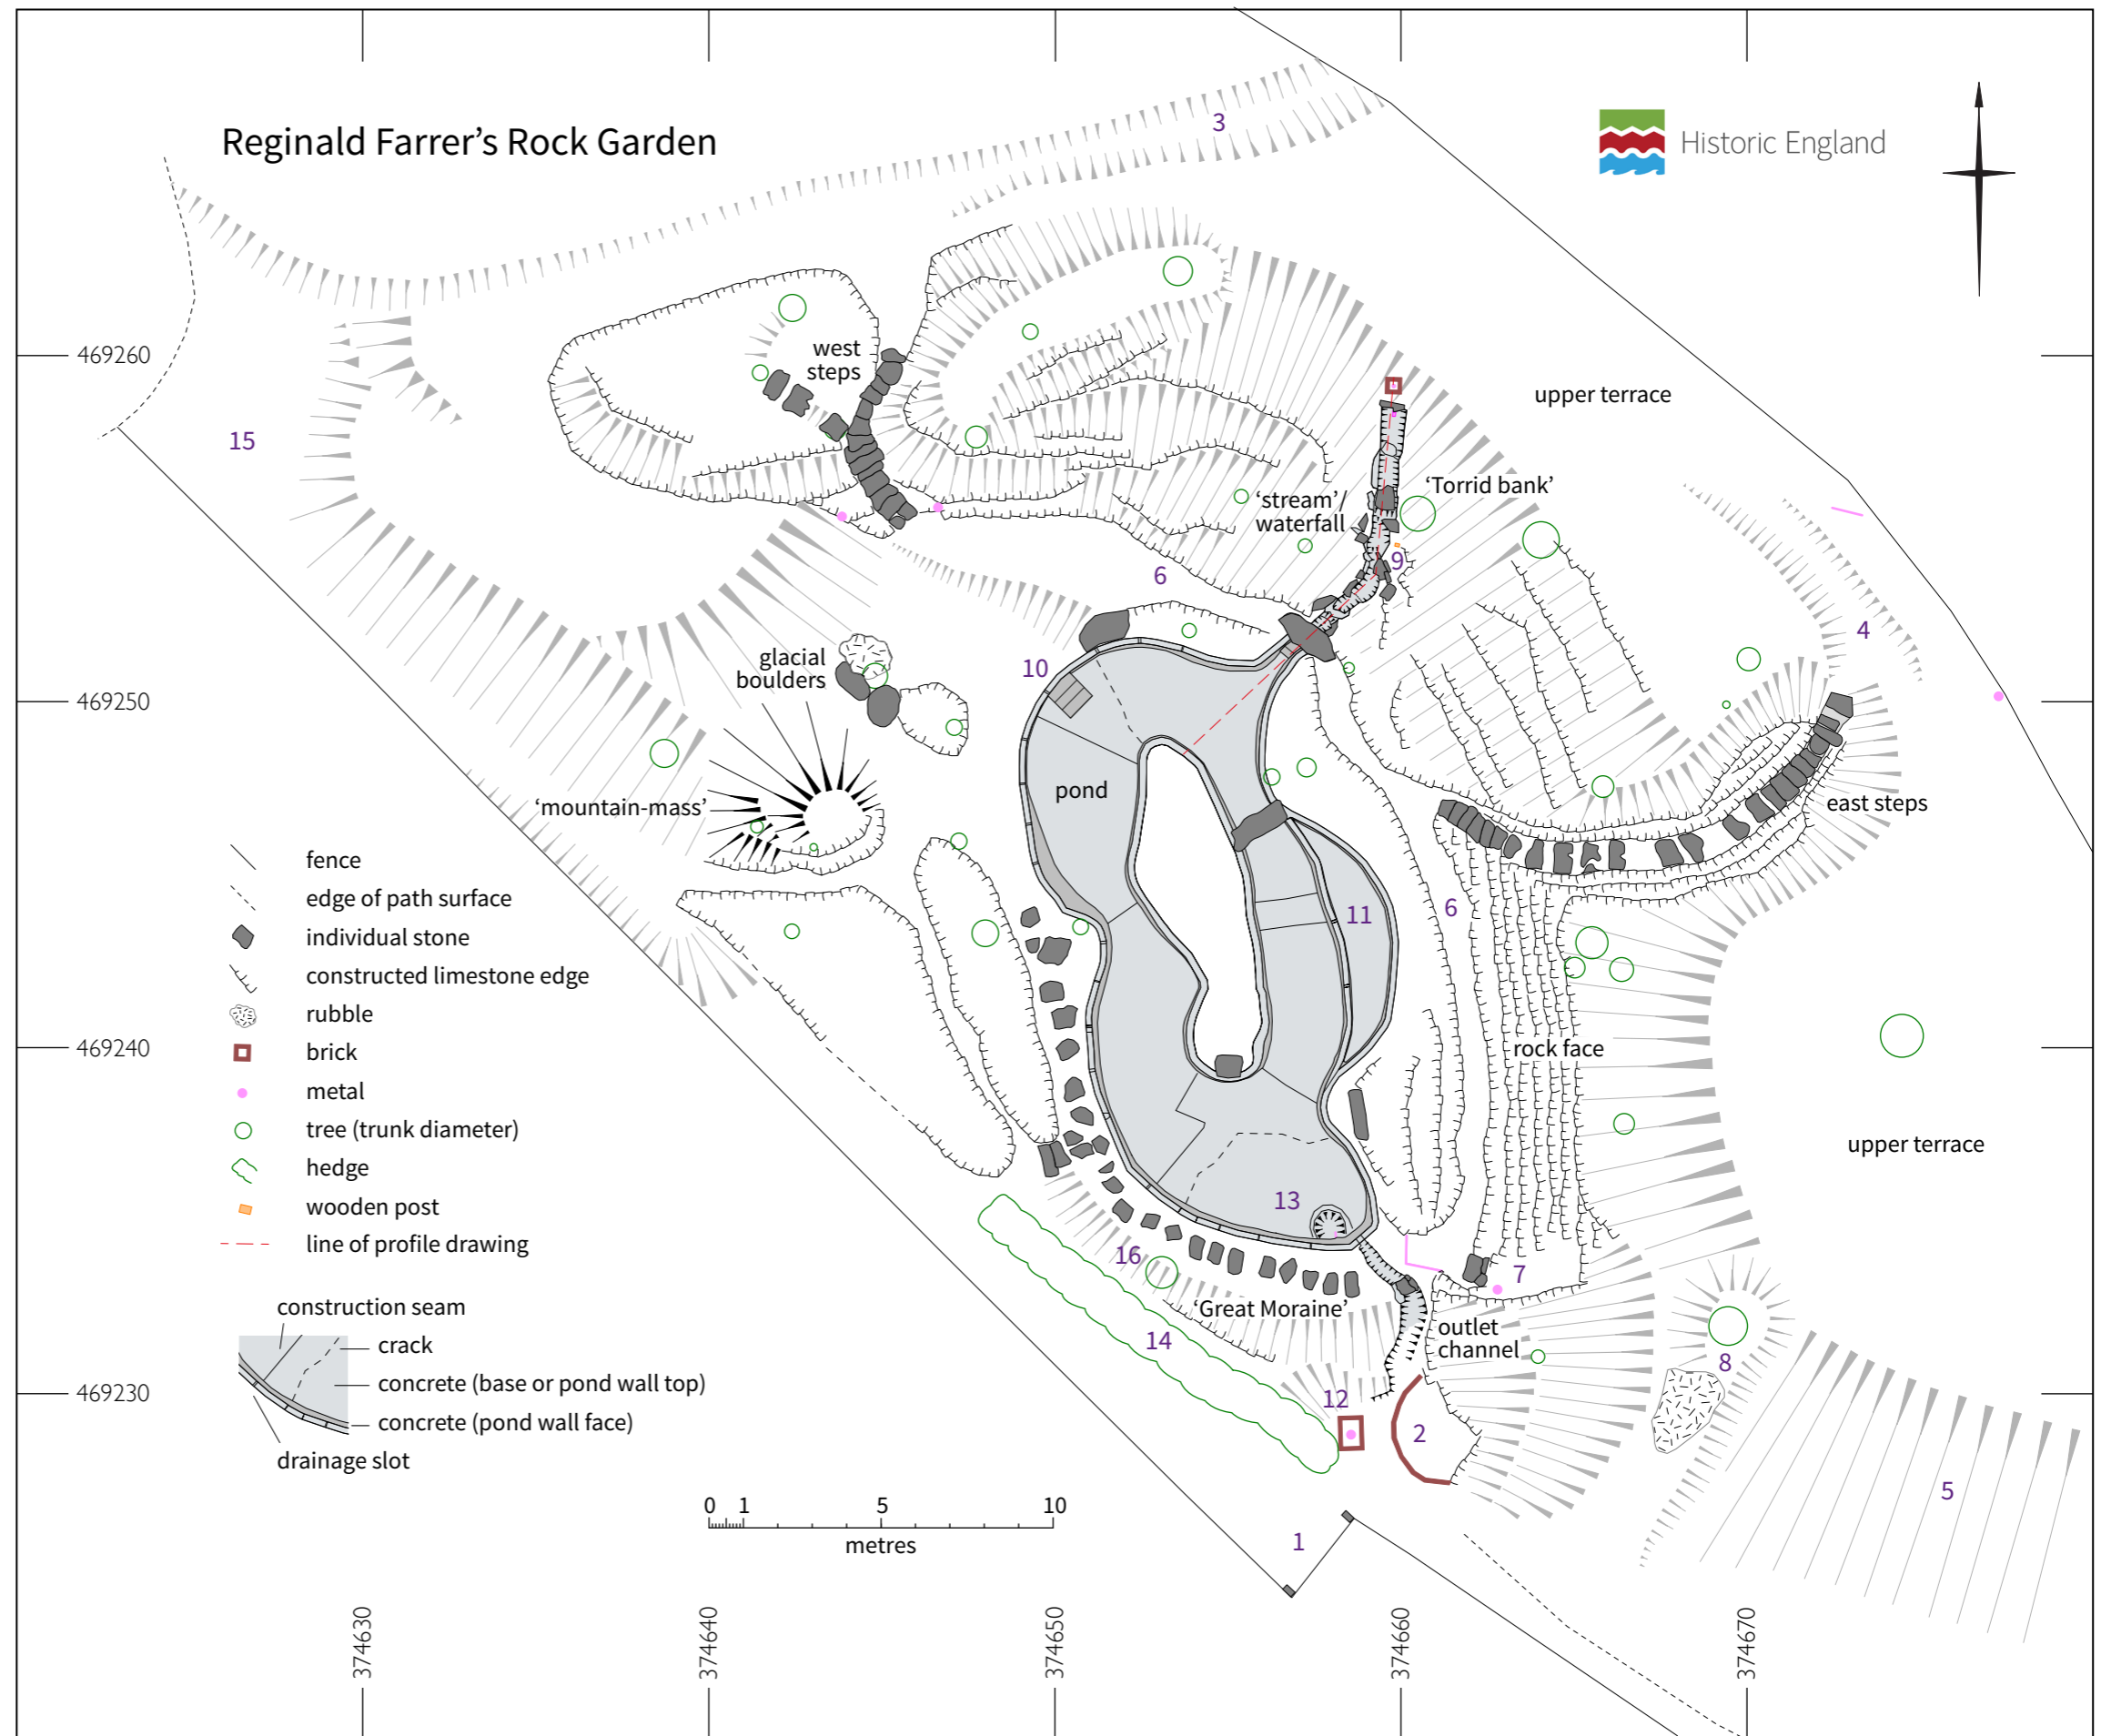 Reginald Farrer’s Rock Garden
Historic England
3
469260
west
steps
upper terrace
15
‘stream’/
waterfall
‘Torrid bank’
9
6
4
glacial
boulders
10
469250
‘mountain-mass’
pond
east steps
fence
edge of path surface
individual stone
constructed limestone edge
rubble
brick
metal
tree (trunk diameter)
hedge
wooden post
line of profile drawing
11
6
469240
rock face
upper terrace
13
16
7
‘Great Moraine’
14
outlet
channel
8
construction seam
crack
concrete (base or pond wall top)
concrete (pond wall face)
drainage slot
469230
12
2
5
0 1 5 10
metres
1
374630
374640
374650
374660
374670